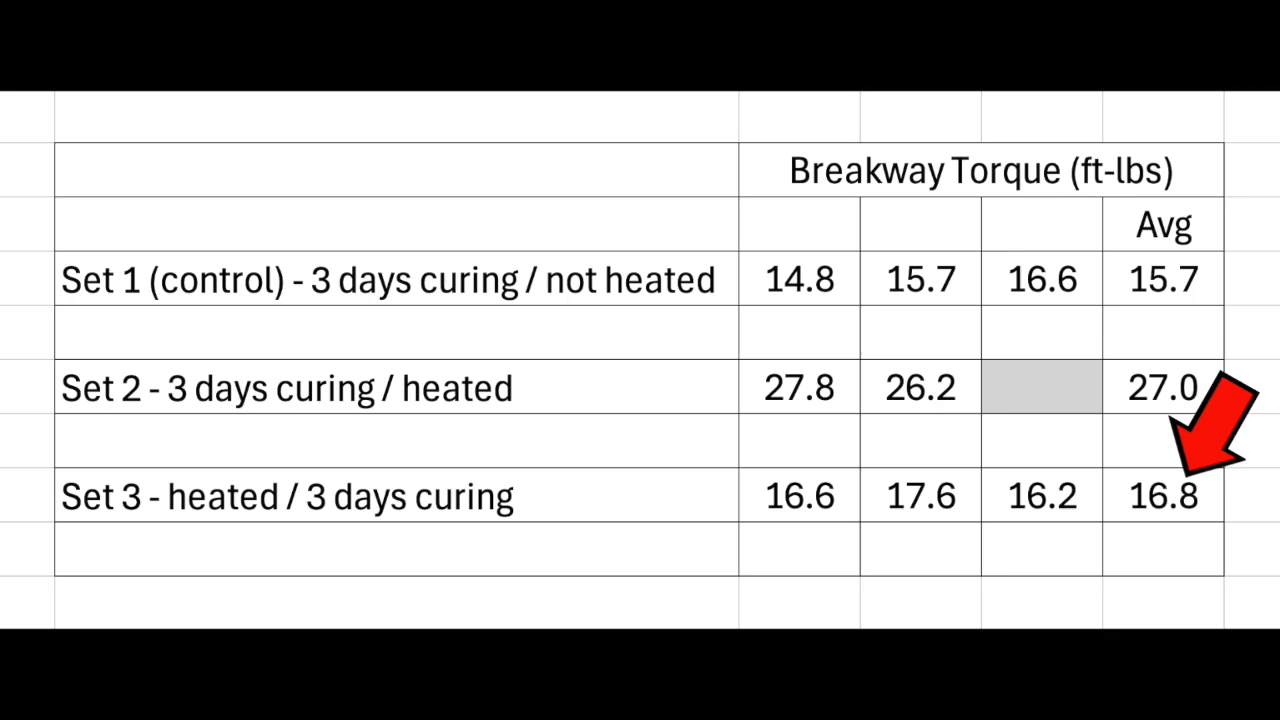 Breakway Torque (ft-lbs)
Avg
Set 1 (control) - 3 days curing / not heated 14.8 15.7 16.6 15.7
Set 2 - 3 days curing / heated 27.8 26.2 27.0
Set 3 - heated / 3 days curing 16.6 17.6 16.2 16.8